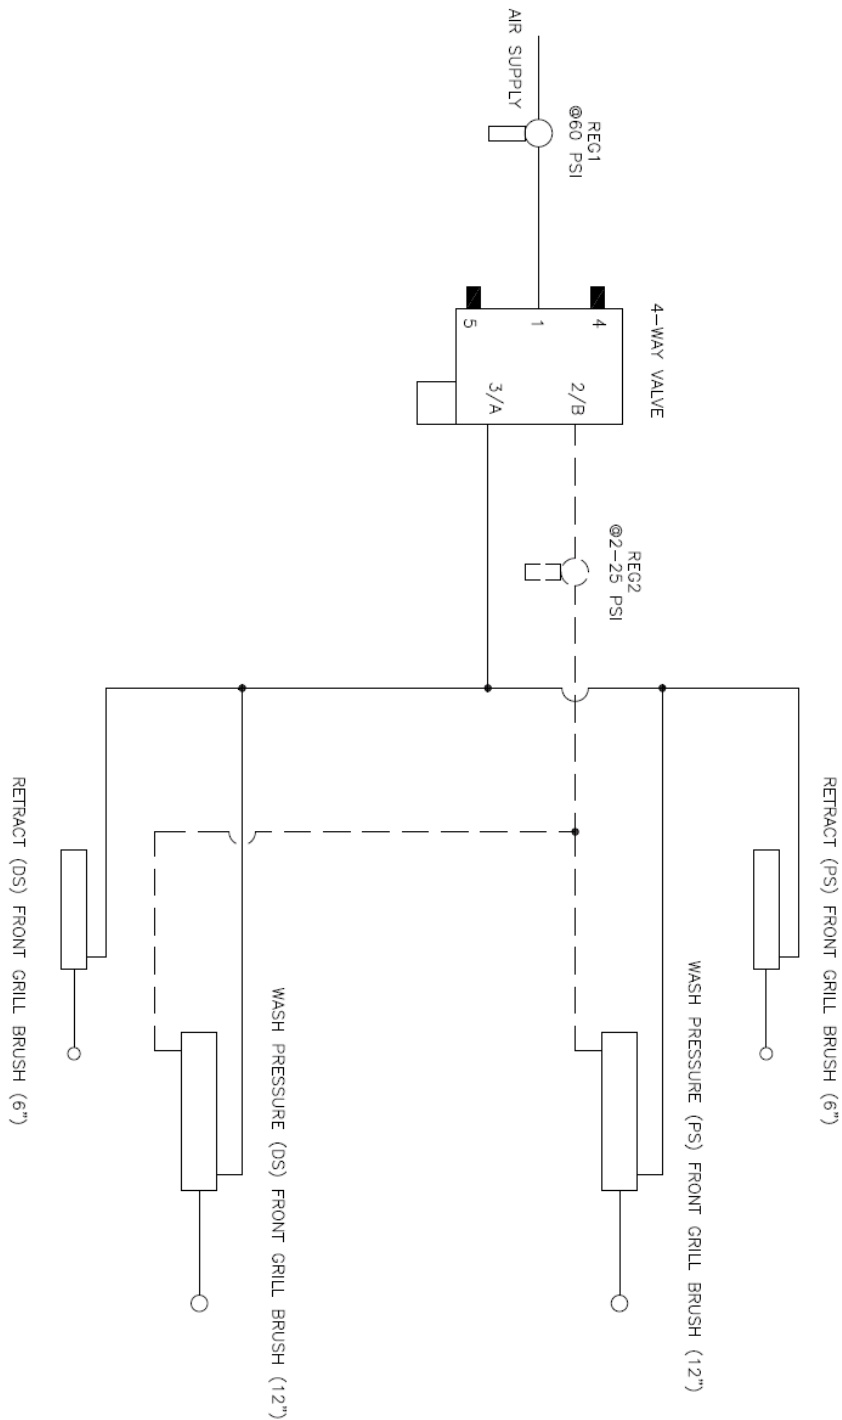 AIR SUPPLY
REG1
@60 PSI
4-WAY VALVE
4
1
5
2/B
3/A
REG2
@2-25 PSI
RETRACT (PS) FRONT GRILL BRUSH (6")
WASH PRESSURE (PS) FRONT GRILL BRUSH (12")
WASH PRESSURE (DS) FRONT GRILL BRUSH (12")
RETRACT (DS) FRONT GRILL BRUSH (6")